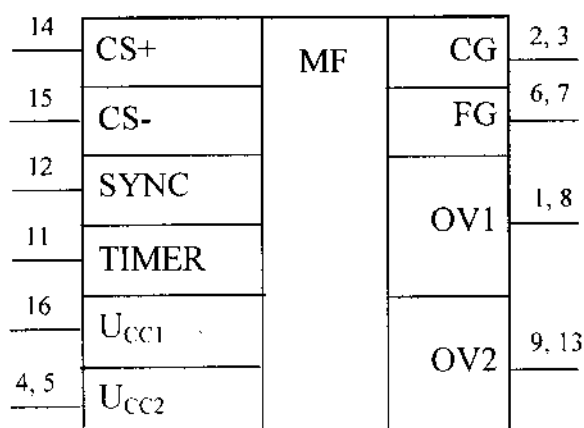 14 CS+ MF CG 2, 3
15 CS- FG 6, 7
12 SYNC OV1 1, 8
11 TIMER
16 UCC1 OV2 9, 13
4, 5 UCC2